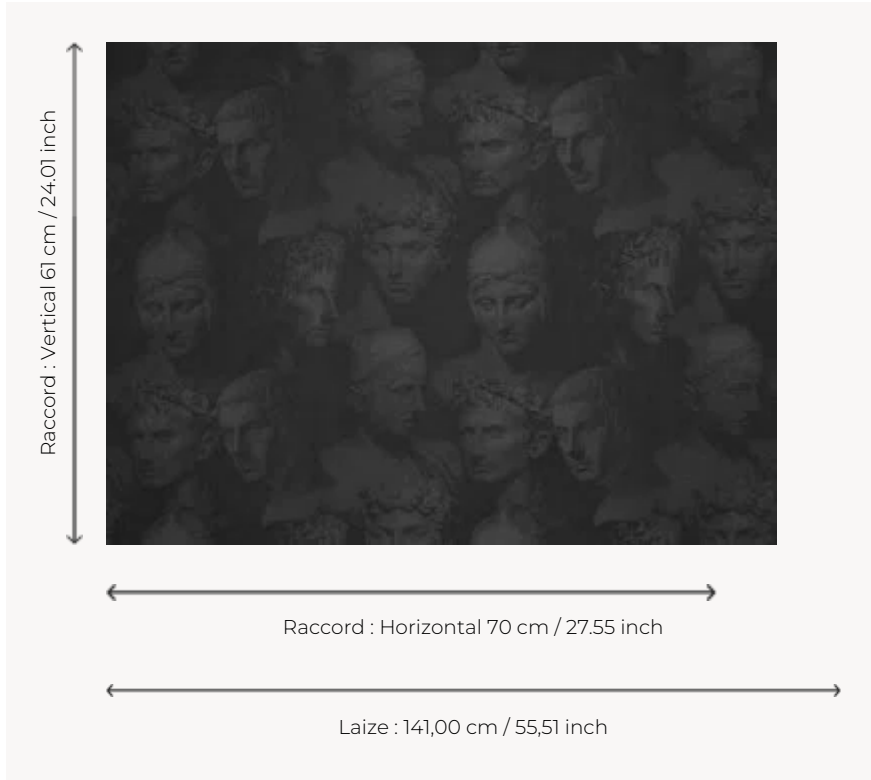 Raccord : Vertical 61 cm / 24.01 inch
Raccord : Horizontal 70 cm / 27.55 inch
Laize : 141,00 cm / 55,51 inch